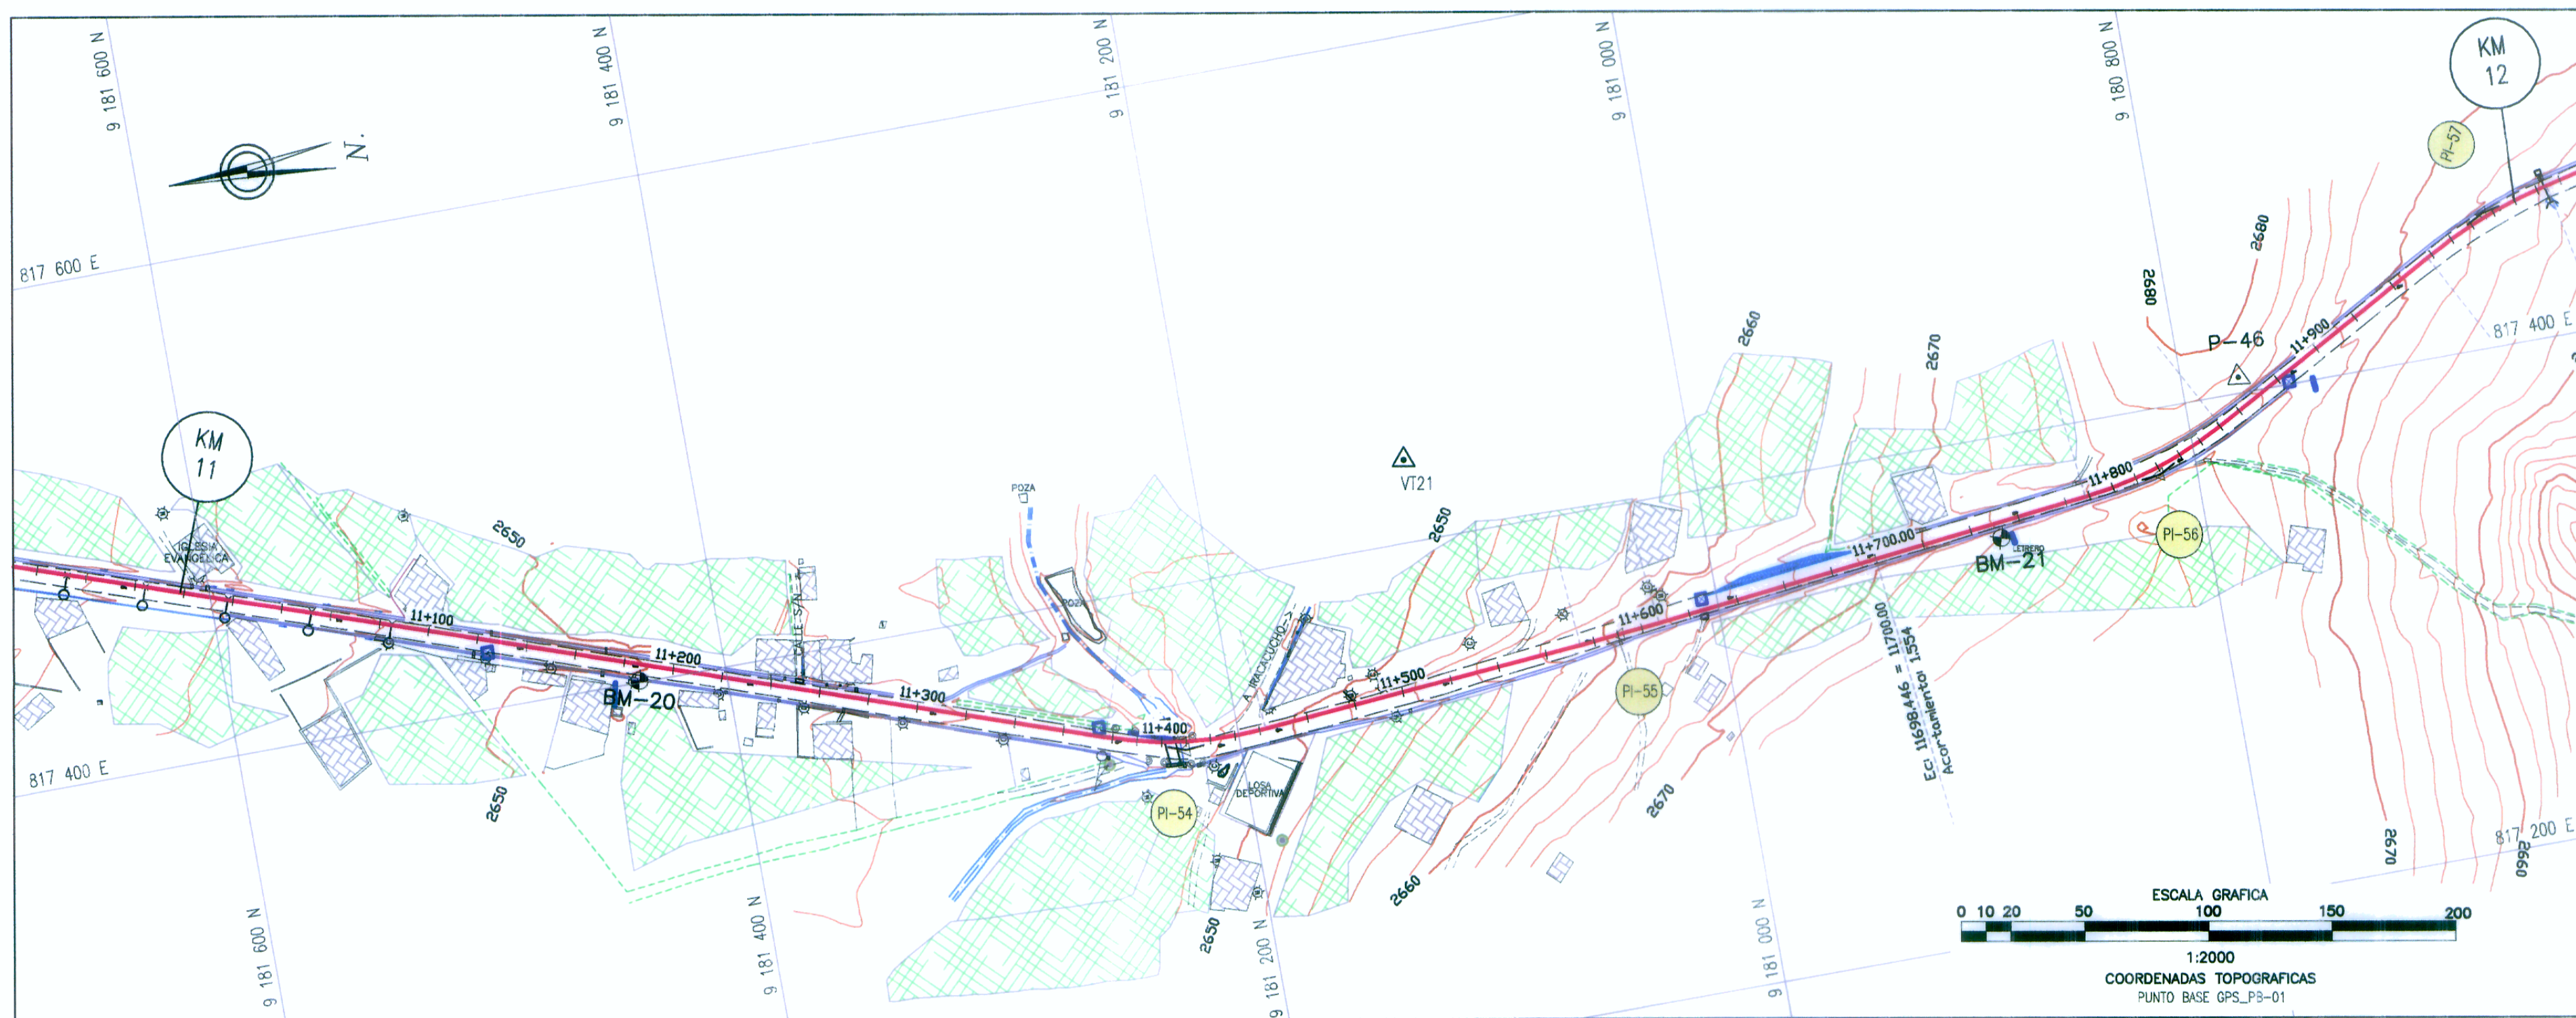 9 181 600 N
9 181 400 N
9 181 200 N
9 181 000 N
9 180 800 N
KM
12
PI-57
N.
817 600 E
2680
2680
P-46
11+900
817 400 E
2660
2670
KM
11
VT21
POZA
2650
2650
IGLESIA
EVANGELICA
CALLE S/N
POZA
A IRACACUCHO->
11+100
11+200
11+300
11+400
11+500
11+600
11+700.00
11+800
PI-56
LETRERO
BM-21
BM-20
PI-55
Ec: 11698.446 = 11700.00
Acortamiento: 1.554
817 400 E
2650
LOSA
DEPORTIVA
PI-54
2670
2660
2650
2670
2660
817 200 E
9 181 600 N
9 181 400 N
9 181 200 N
9 181 000 N
ESCALA GRAFICA
0 10 20 50 100 150 200
1:2000
COORDENADAS TOPOGRAFICAS
PUNTO BASE GPS_PB-01